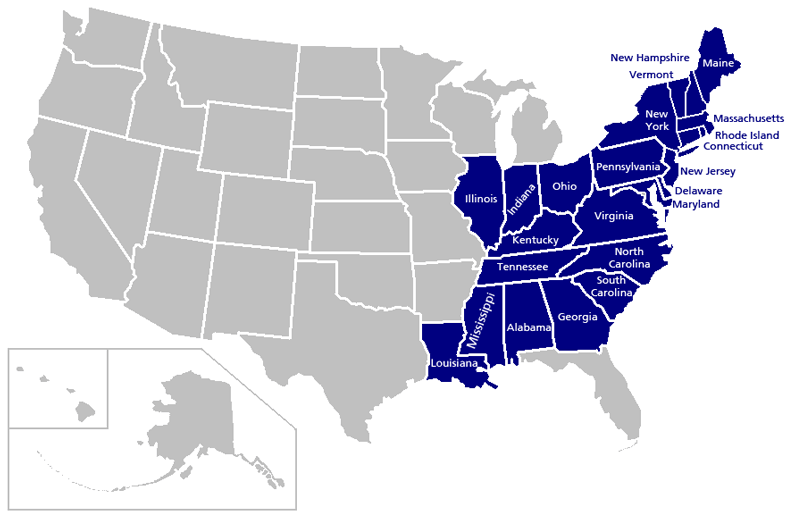 New Hampshire
Maine
Vermont
New
York
Massachusetts
Rhode Island
Connecticut
Pennsylvania
New Jersey
Illinois
Indiana
Ohio
Delaware
Maryland
Virginia
Kentucky
North
Carolina
Tennessee
South
Carolina
Mississippi
Alabama
Georgia
Louisiana